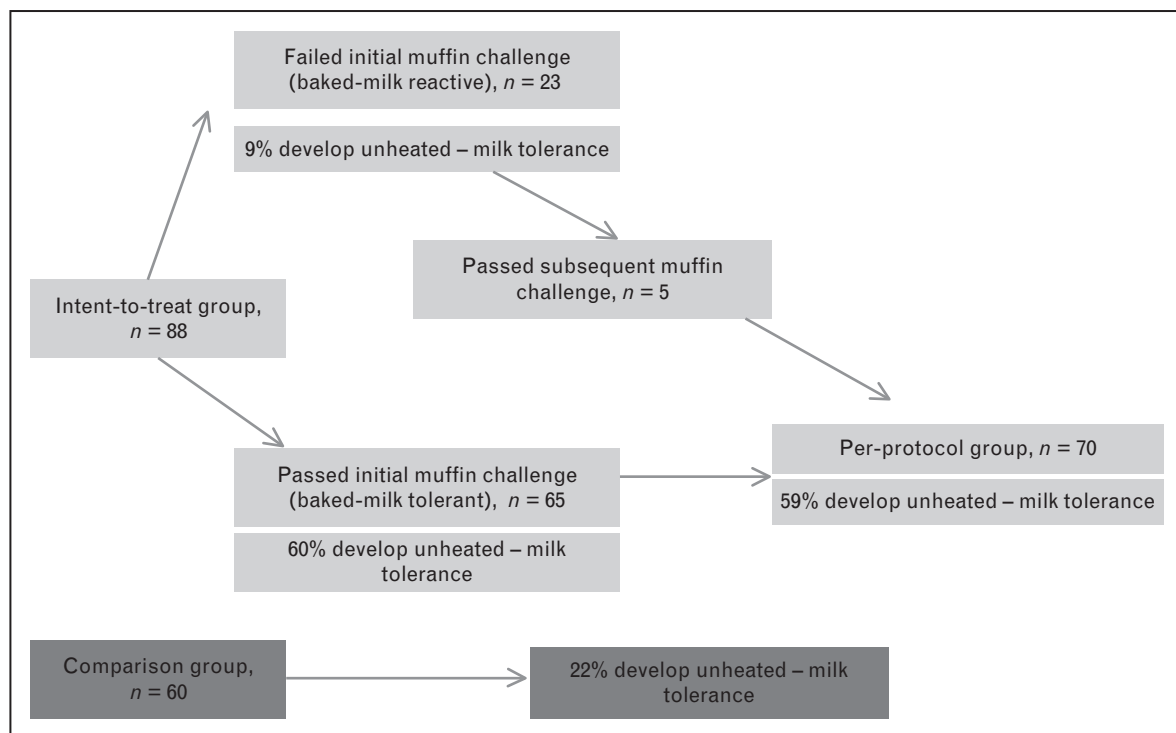 Failed initial muffin challenge
(baked-milk reactive), n = 23
9% develop unheated – milk tolerance
Passed subsequent muffin
challenge, n = 5
Intent-to-treat group,
n = 88
Passed initial muffin challenge
(baked-milk tolerant), n = 65
60% develop unheated – milk
tolerance
Per-protocol group, n = 70
59% develop unheated – milk tolerance
Comparison group,
n = 60
22% develop unheated – milk
tolerance